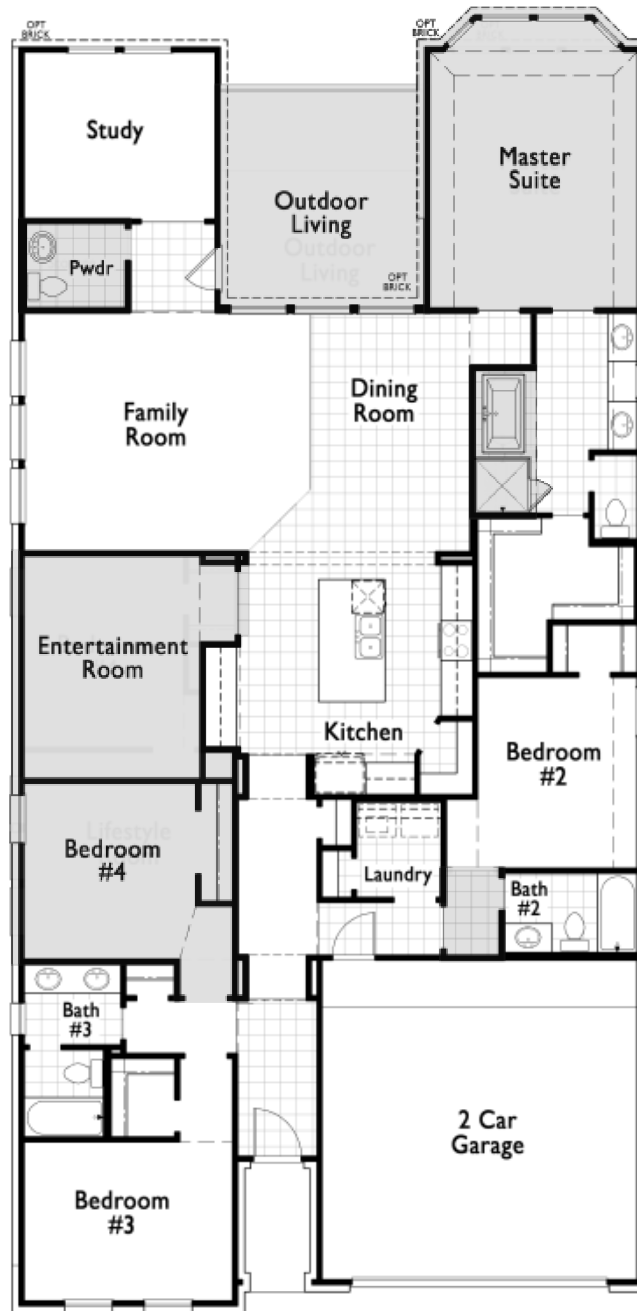 OPT
BRICK
OPT
BRICK
Study
Master
Suite
Outdoor
Living
Outdoor
Living
Pwdr
OPT
BRICK
Family
Room
Dining
Room
Entertainment
Room
Kitchen
Bedroom
#2
Lifestyle
Bedroom
#4
Laundry
Bath
#2
Bath
#3
2 Car
Garage
Bedroom
#3